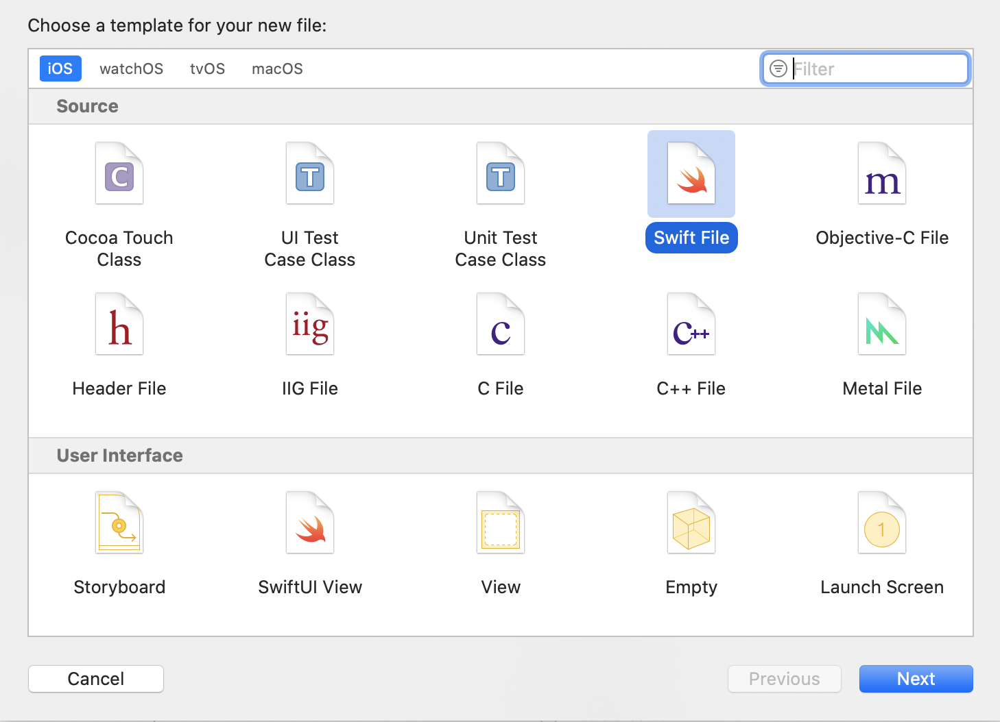 Choose a template for your new file:
iOS watchOS tvOS macOS Filter
Source
C T T m
Cocoa Touch Class
UI Test Case Class
Unit Test Case Class
Swift File
Objective-C File
h iig c C++
Header File IIG File C File C++ File Metal File
User Interface
1
Storyboard SwiftUI View View Empty Launch Screen
Cancel Previous Next